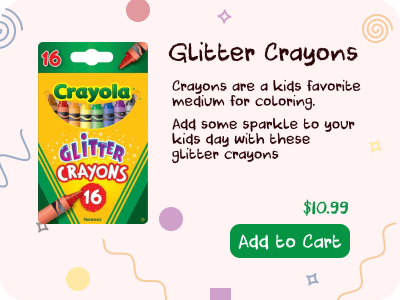 Glitter Crayons
16
Crayola
GLITTER
CRAYONS
16
Nontoxic
Crayons are a kids favorite
medium for coloring.
Add some sparkle to your
kids day with these
glitter crayons
$10.99
Add to Cart